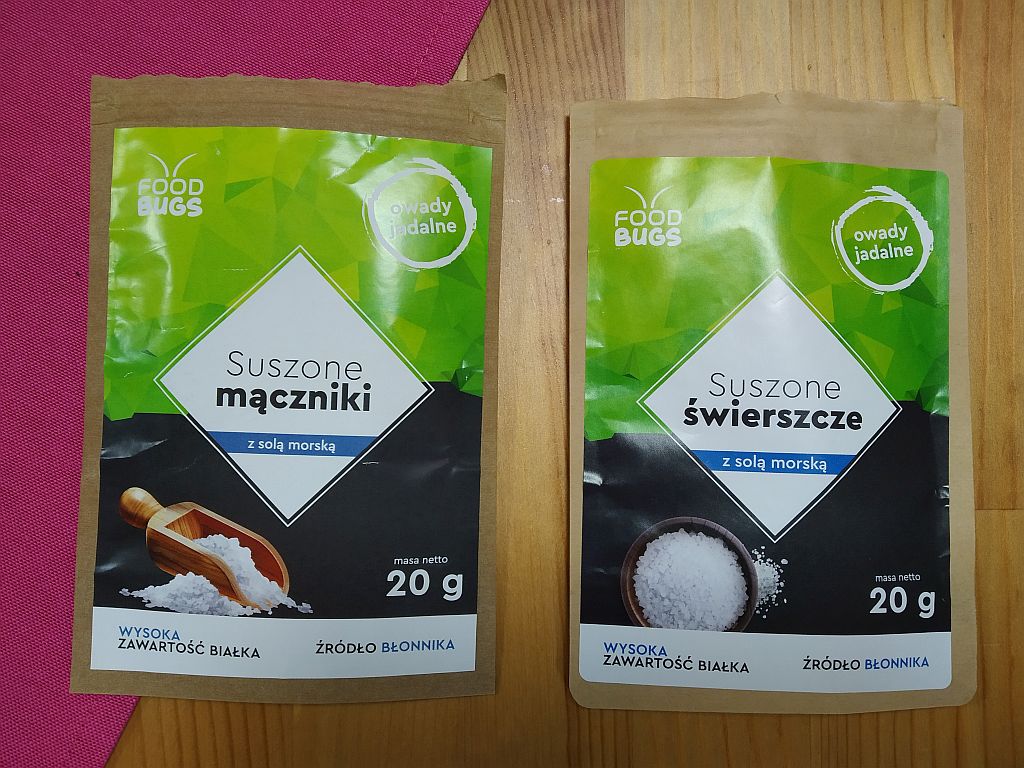 FOOD
BUGS
owady
jadalne
Suszone
mączniki
z solą morską
masa netto
20 g
WYSOKA
ZAWARTOŚĆ BIAŁKA
ŹRÓDŁO BŁONNIKA
FOOD
BUGS
owady
jadalne
Suszone
świerszcze
z solą morską
masa netto
20 g
WYSOKA
ZAWARTOŚĆ BIAŁKA
ŹRÓDŁO BŁONNIKA